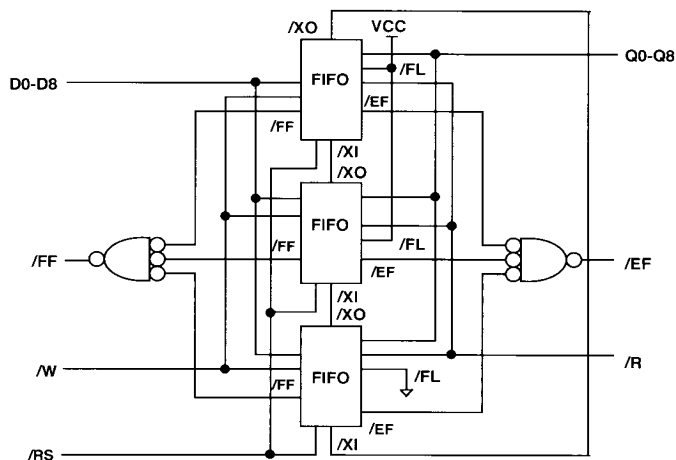 /XO
VCC
Q0-Q8
D0-D8
FIFO
/FL
/EF
/FF
/XI
/XO
FIFO
/FF
/FL
/FF
/EF
/EF
/XI
/XO
/W
/R
FIFO
/FF
/FL
/EF
/RS
/XI